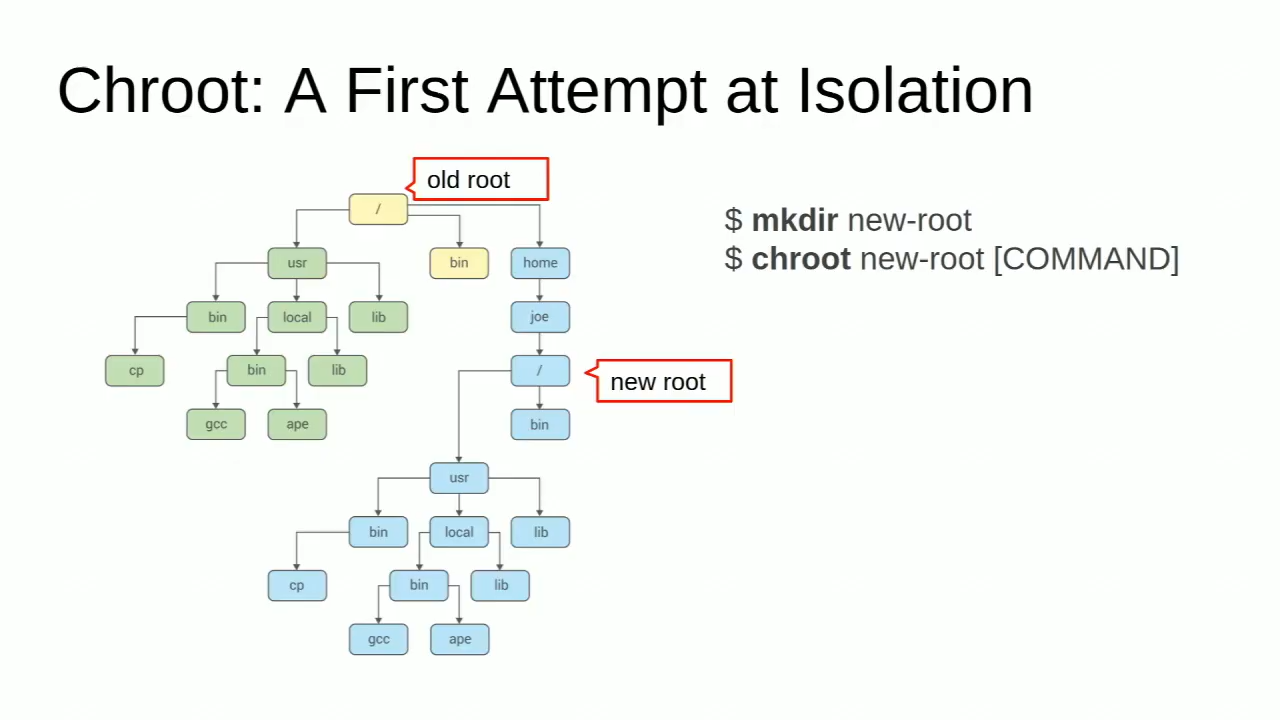 Chroot: A First Attempt at Isolation
old root
/
$ mkdir new-root
$ chroot new-root [COMMAND]
usr
bin
home
bin
local
lib
joe
cp
bin
lib
/
new root
gcc
ape
bin
usr
bin
local
lib
cp
bin
lib
gcc
ape